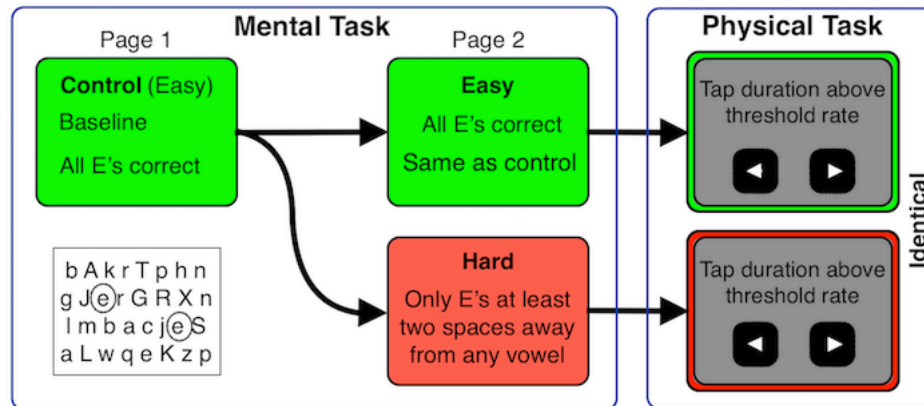 Mental Task
Page 1
Page 2
Control (Easy)
Baseline
All E's correct
Easy
All E's correct
Same as control
Hard
Only E's at least
two spaces away
from any vowel
b A k r T p h n
g J e r G R X n
l m b a c j e S
a L w q e K z p
Physical Task
Tap duration above
threshold rate
Tap duration above
threshold rate
Identical